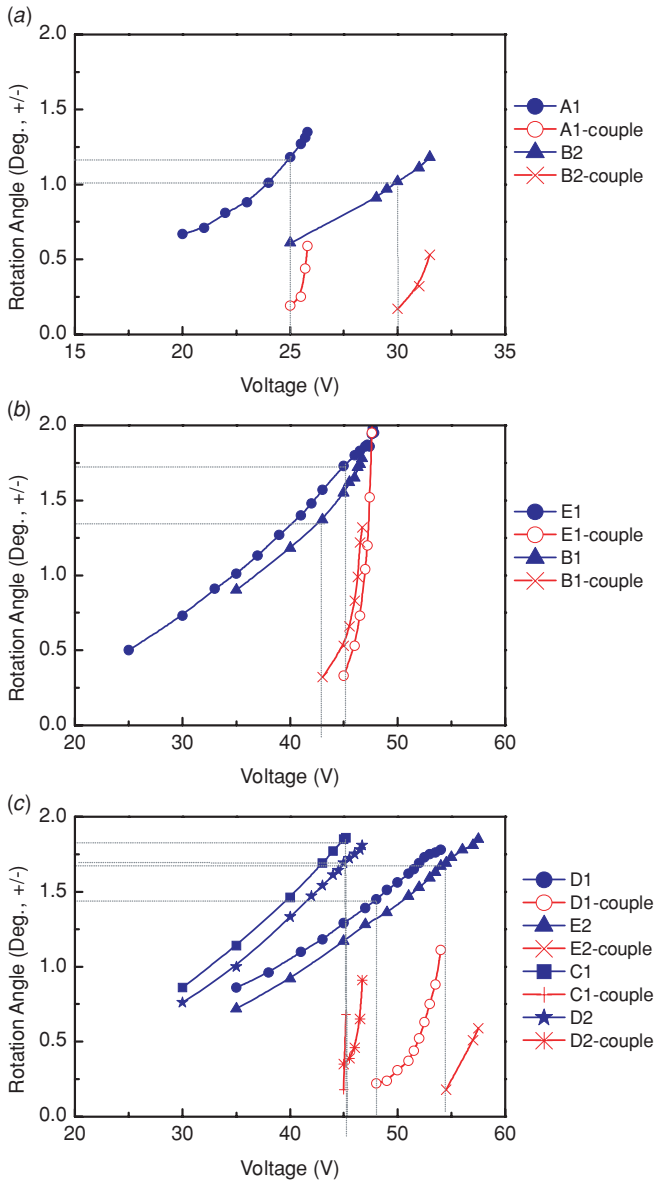 (a)
2.0
1.5
1.0
0.5
0.0
Rotation Angle (Deg., +/-)
15 20 25 30 35
Voltage (V)
A1
A1-couple
B2
B2-couple
(b)
2.0
1.5
1.0
0.5
0.0
Rotation Angle (Deg., +/-)
20 30 40 50 60
Voltage (V)
E1
E1-couple
B1
B1-couple
(c)
2.0
1.5
1.0
0.5
0.0
Rotation Angle (Deg., +/-)
20 30 40 50 60
Voltage (V)
D1
D1-couple
E2
E2-couple
C1
C1-couple
D2
D2-couple